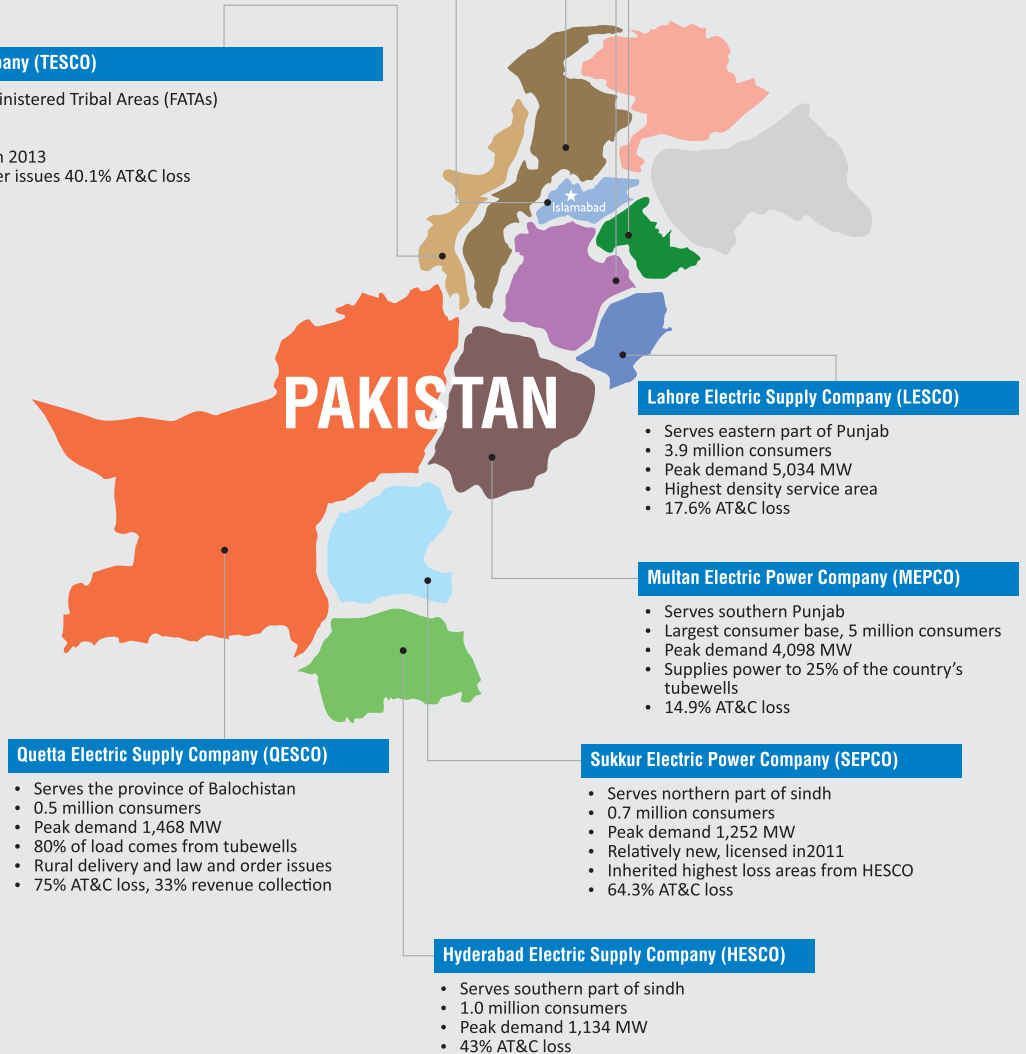 (TESCO)
Tribal Areas (FATAs)
2013
issues 40.1% AT&C loss
Islamabad
PAKISTAN
Lahore Electric Supply Company (LESCO)
• Serves eastern part of Punjab
• 3.9 million consumers
• Peak demand 5,034 MW
• Highest density service area
• 17.6% AT&C loss
Multan Electric Power Company (MEPCO)
• Serves southern Punjab
• Largest consumer base, 5 million consumers
• Peak demand 4,098 MW
• Supplies power to 25% of the country’s
tubewells
• 14.9% AT&C loss
Quetta Electric Supply Company (QESCO)
• Serves the province of Balochistan
• 0.5 million consumers
• Peak demand 1,468 MW
• 80% of load comes from tubewells
• Rural delivery and law and order issues
• 75% AT&C loss, 33% revenue collection
Sukkur Electric Power Company (SEPCO)
• Serves northern part of sindh
• 0.7 million consumers
• Peak demand 1,252 MW
• Relatively new, licensed in2011
• Inherited highest loss areas from HESCO
• 64.3% AT&C loss
Hyderabad Electric Supply Company (HESCO)
• Serves southern part of sindh
• 1.0 million consumers
• Peak demand 1,134 MW
• 43% AT&C loss